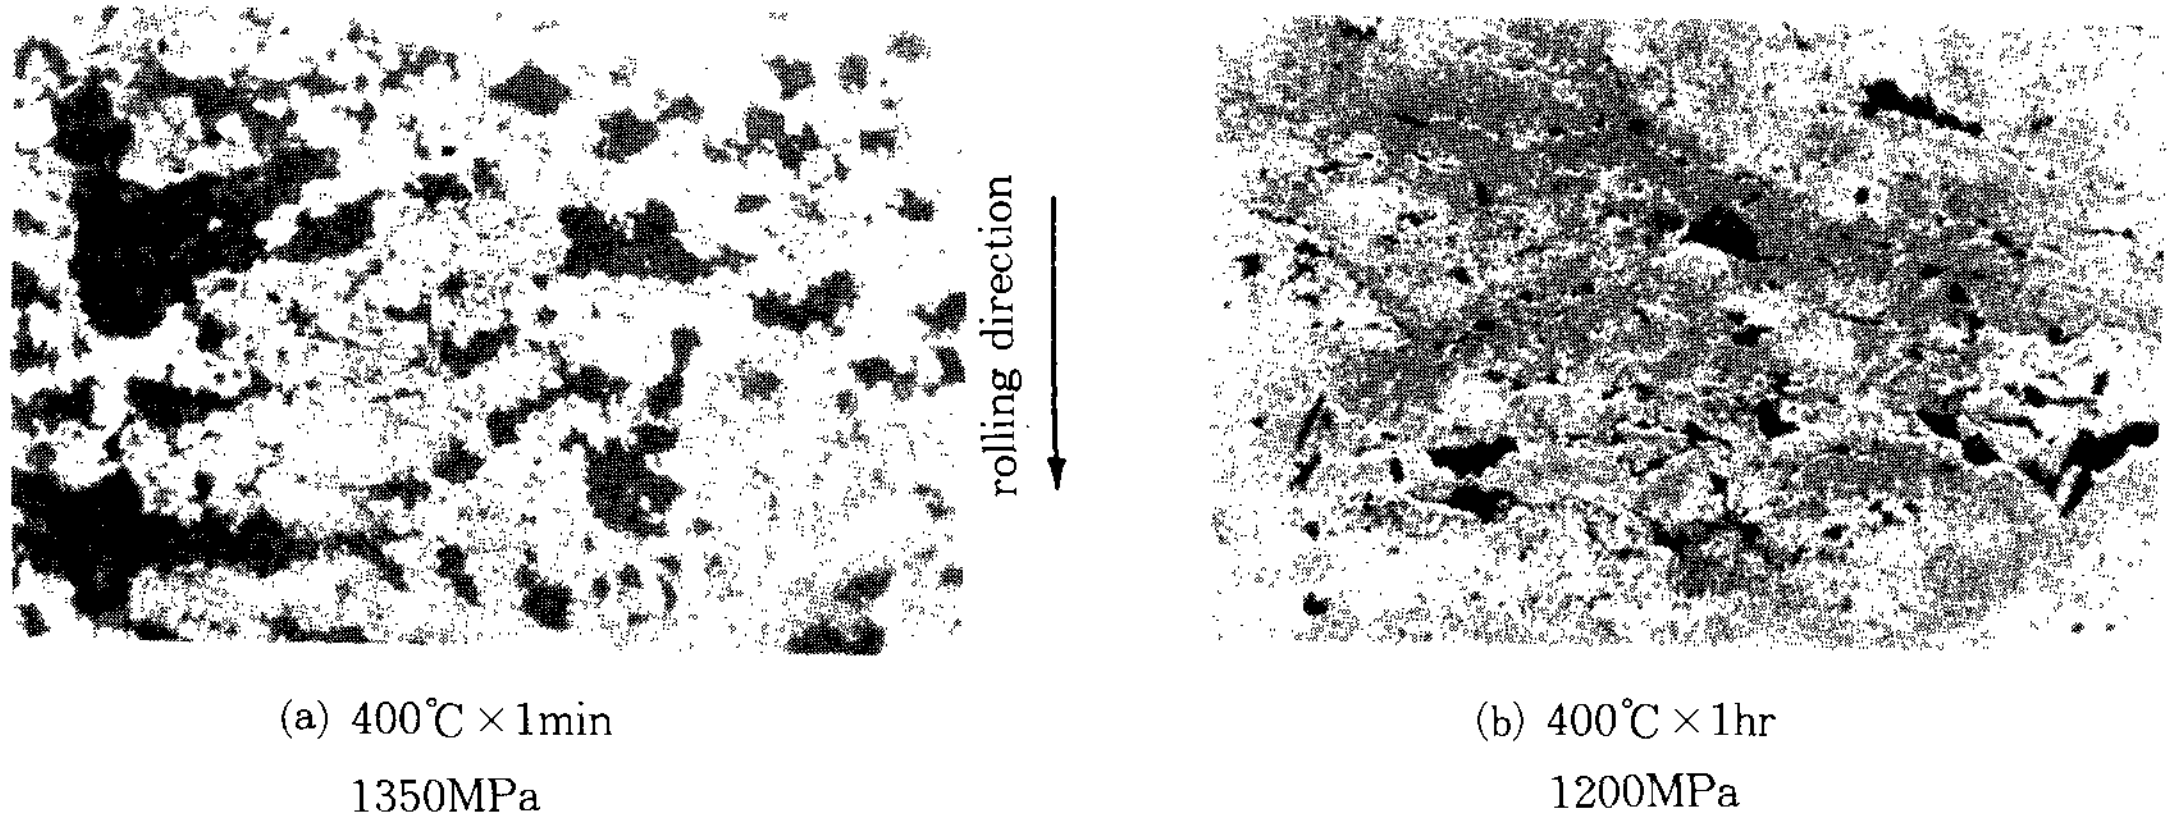 rolling direction
(a) 400℃×1min
1350MPa
(b) 400℃×1hr
1200MPa